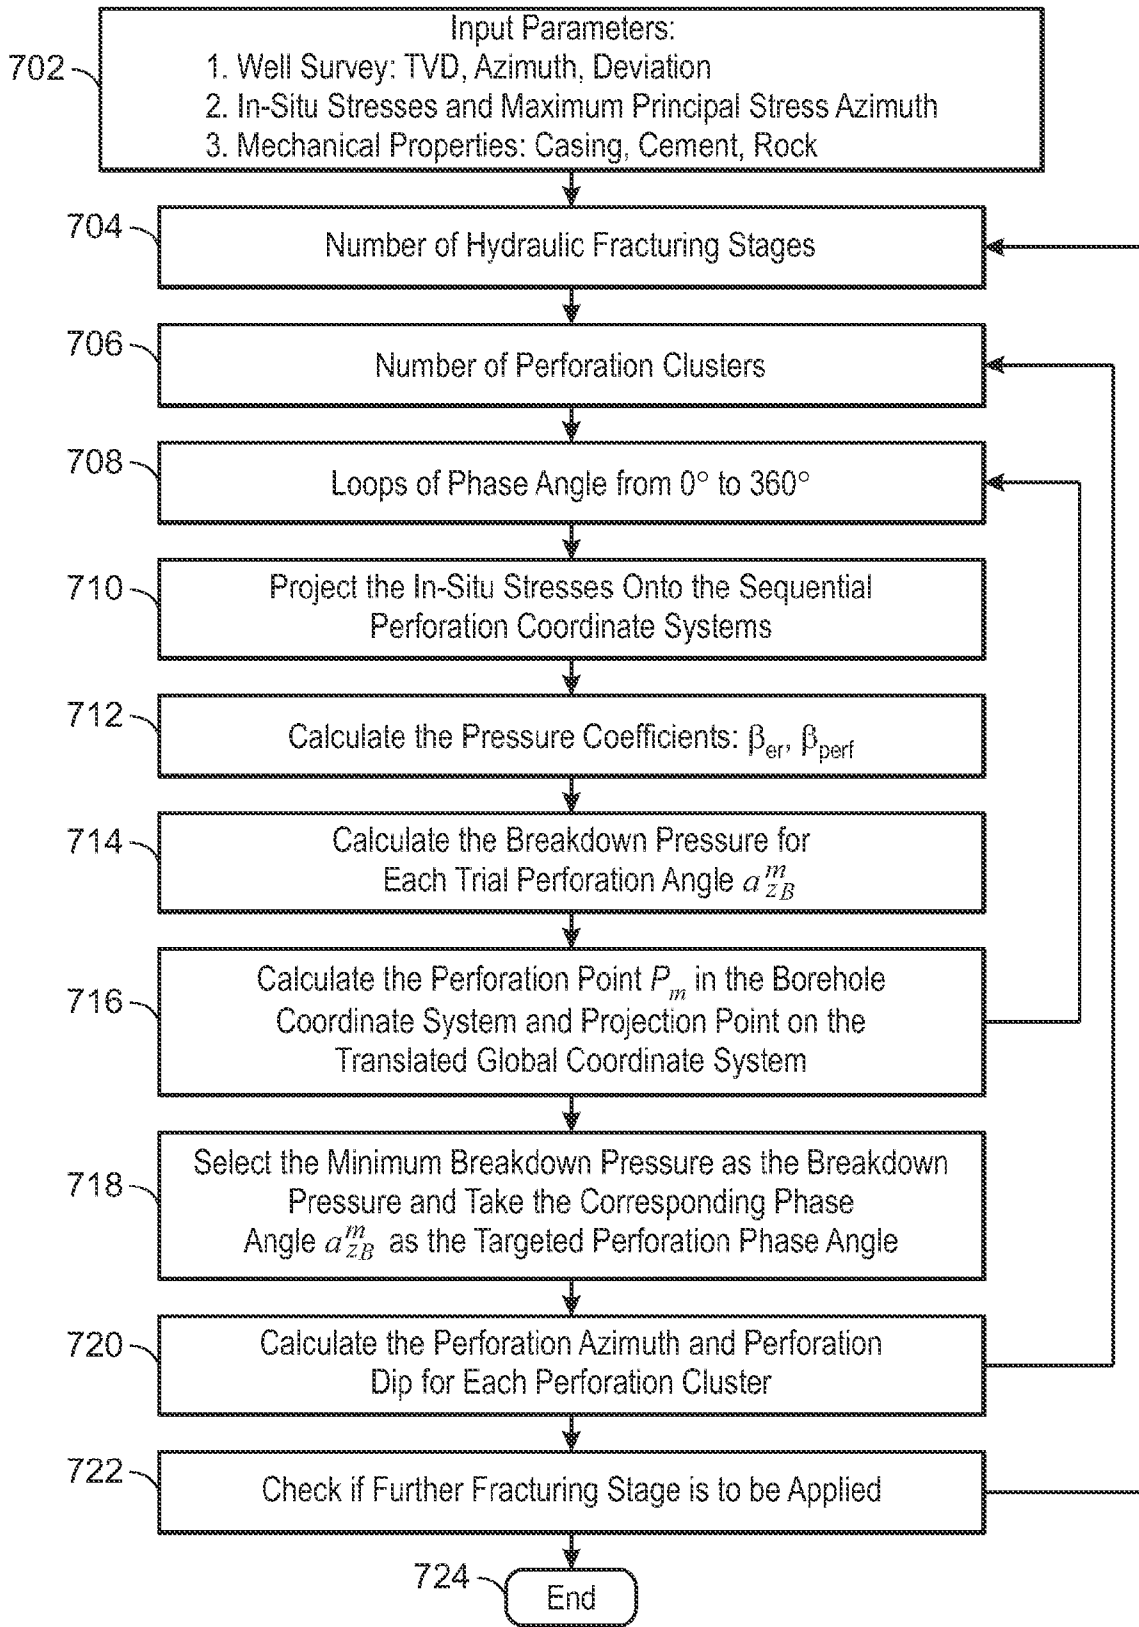 Input Parameters:
702
1. Well Survey: TVD, Azimuth, Deviation
2. In-Situ Stresses and Maximum Principal Stress Azimuth
3. Mechanical Properties: Casing, Cement, Rock
704
Number of Hydraulic Fracturing Stages
706
Number of Perforation Clusters
708
Loops of Phase Angle from 0° to 360°
710
Project the In-Situ Stresses Onto the Sequential
Perforation Coordinate Systems
712
Calculate the Pressure Coefficients: β_er, β_perf
714
Calculate the Breakdown Pressure for
Each Trial Perforation Angle a_zB^m
716
Calculate the Perforation Point P_m in the Borehole
Coordinate System and Projection Point on the
Translated Global Coordinate System
718
Select the Minimum Breakdown Pressure as the Breakdown
Pressure and Take the Corresponding Phase
Angle a_zB^m as the Targeted Perforation Phase Angle
720
Calculate the Perforation Azimuth and Perforation
Dip for Each Perforation Cluster
722
Check if Further Fracturing Stage is to be Applied
724
End